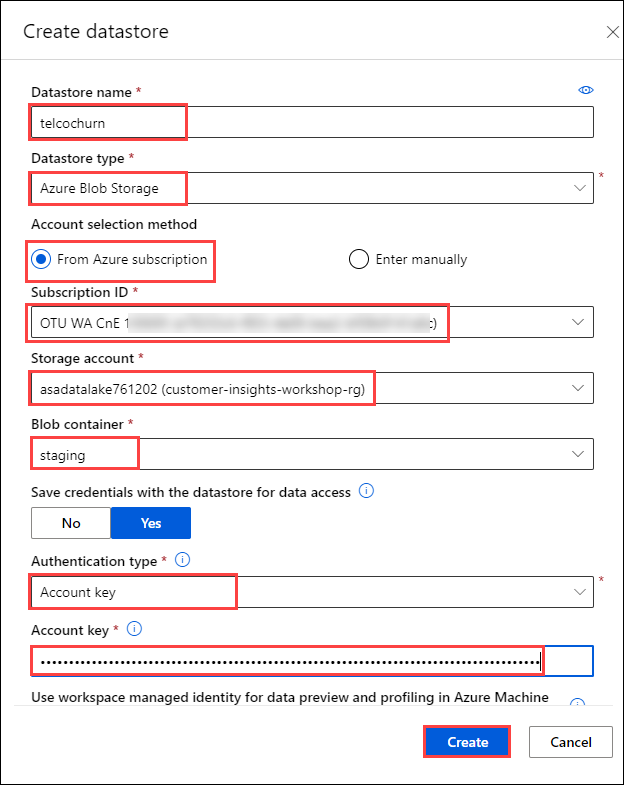 Create datastore
Datastore name *
telcochurn
Datastore type *
Azure Blob Storage
*
Account selection method
From Azure subscription
Enter manually
Subscription ID *
OTU WA CnE 1 c)
Storage account *
asadatalake761202 (customer-insights-workshop-rg)
Blob container *
staging
Save credentials with the datastore for data access
No
Yes
Authentication type *
Account key
*
Account key *
••••••••••••••••••••••••••••••••••••••••••••••••••••••••••••••••••••••••••••••••••••••••
Use workspace managed identity for data preview and profiling in Azure Machine
Create
Cancel